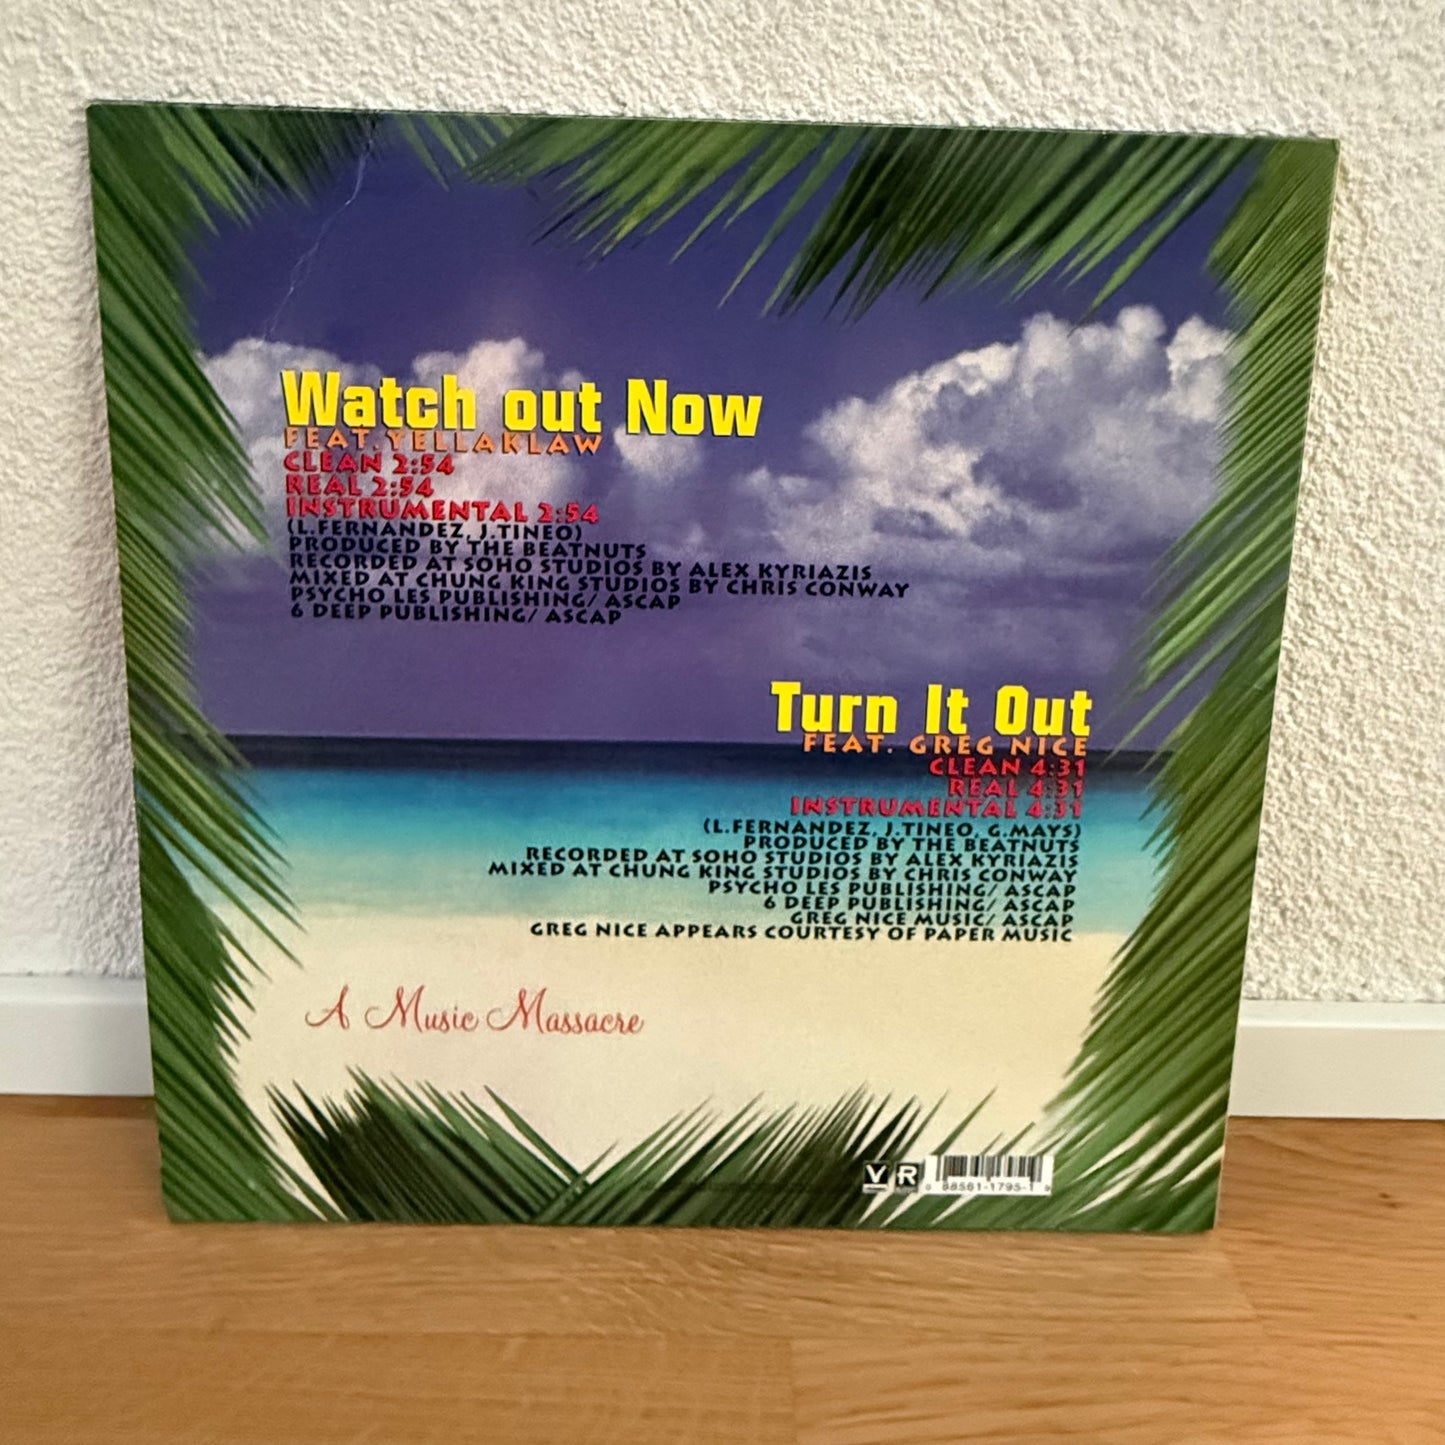 Watch out Now
FEAT. YELLAKLAW
CLEAN 2:54
REAL 2:54
INSTRUMENTAL 2:54
(L.FERNANDEZ, J.TINEO)
PRODUCED BY THE BEATNUTS
RECORDED AT SOHO STUDIOS BY ALEX KYRIAZIS
MIXED AT CHUNG KING STUDIOS BY CHRIS CONWAY
PSYCHO LES PUBLISHING/ ASCAP
6 DEEP PUBLISHING/ ASCAP
Turn It Out
FEAT. GREG NICE
CLEAN 4:31
REAL 4:31
INSTRUMENTAL 4:31
(L.FERNANDEZ, J.TINEO, G.MAYS)
PRODUCED BY THE BEATNUTS
RECORDED AT SOHO STUDIOS BY ALEX KYRIAZIS
MIXED AT CHUNG KING STUDIOS BY CHRIS CONWAY
PSYCHO LES PUBLISHING/ ASCAP
6 DEEP PUBLISHING/ ASCAP
GREG NICE MUSIC/ ASCAP
GREG NICE APPEARS COURTESY OF PAPER MUSIC
A Music Massacre
V R
0 88561-1795-1 9